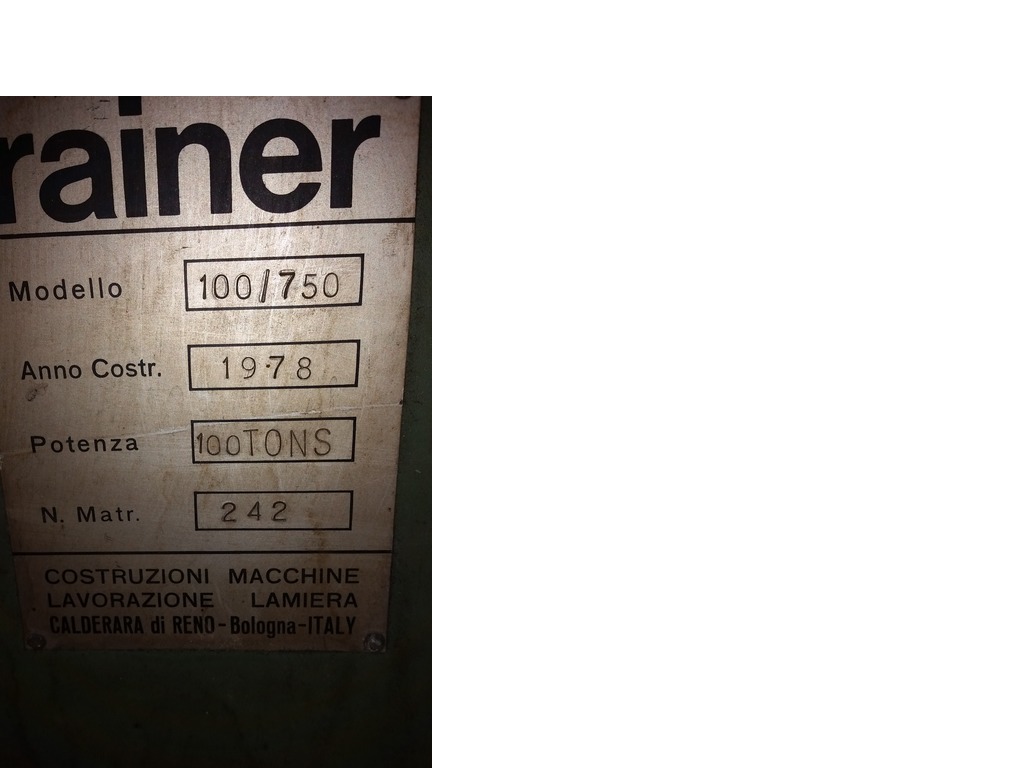 rainer
Modello 100/750
Anno Costr. 1978
Potenza 100TONS
N. Matr. 242
COSTRUZIONI MACCHINE
LAVORAZIONE LAMIERA
CALDERARA di RENO-Bologna-ITALY